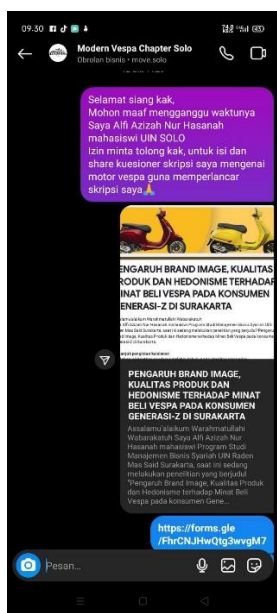 09.30
Modern Vespa Chapter Solo
Obrolan bisnis • move.solo
Selamat siang kak,
Mohon maaf mengganggu waktunya
Saya Alfi Azizah Nur Hasanah
mahasiswi UIN SOLO
Izin minta tolong kak, untuk isi dan
share kuesioner skripsi saya mengenai
motor vespa guna memperlancar
skripsi saya🙏
ENGARUH BRAND IMAGE, KUALITAS
RODUK DAN HEDONISME TERHADAP
INAT BELI VESPA PADA KONSUMEN
ENERASI-Z DI SURAKARTA
PENGARUH BRAND IMAGE,
KUALITAS PRODUK DAN
HEDONISME TERHADAP MINAT
BELI VESPA PADA KONSUMEN
GENERASI-Z DI SURAKARTA
Assalamu'alaikum Warahmatullahi
Wabarakatuh Saya Alfi Azizah Nur
Hasanah mahasiswi Program Studi
Manajemen Bisnis Syariah UIN Raden
Mas Said Surakarta, saat ini sedang
melakukan penelitian yang berjudul
"Pengaruh Brand Image, Kualitas Produk
dan Hedonisme terhadap Minat Beli
Vespa pada Konsumen Gene...
https://forms.gle
/FhrCNJHwQtg3wvgM7
Pesan...